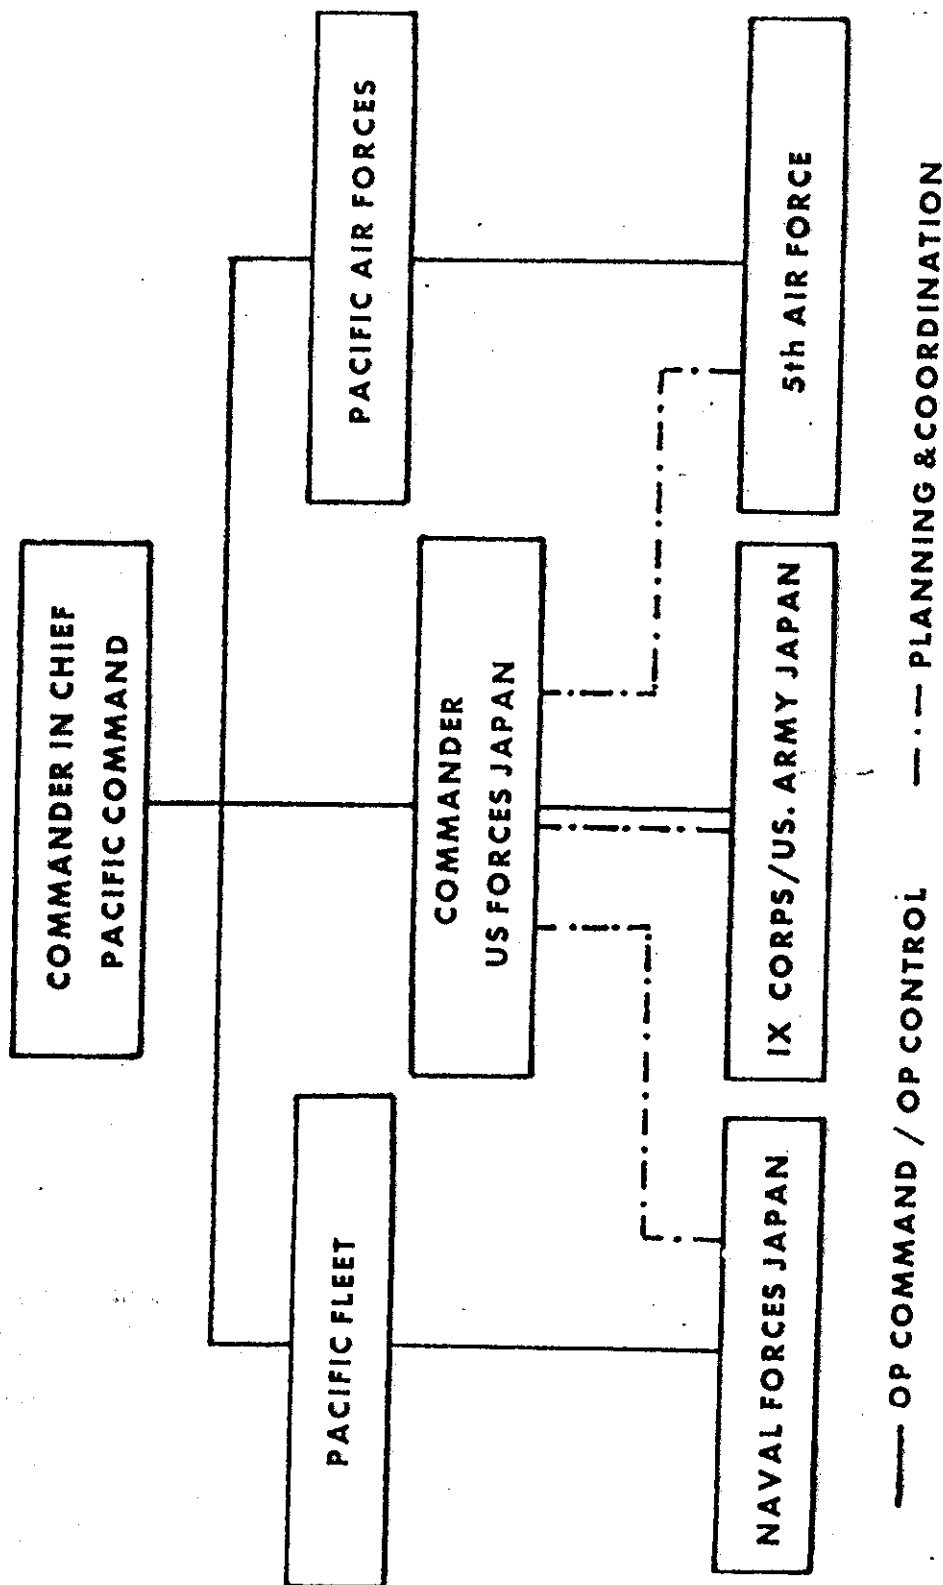 COMMANDER IN CHIEF
PACIFIC COMMAND
PACIFIC FLEET
PACIFIC AIR FORCES
COMMANDER
US FORCES JAPAN
NAVAL FORCES JAPAN
IX CORPS/US. ARMY JAPAN
5th AIR FORCE
OP COMMAND / OP CONTROL
PLANNING & COORDINATION